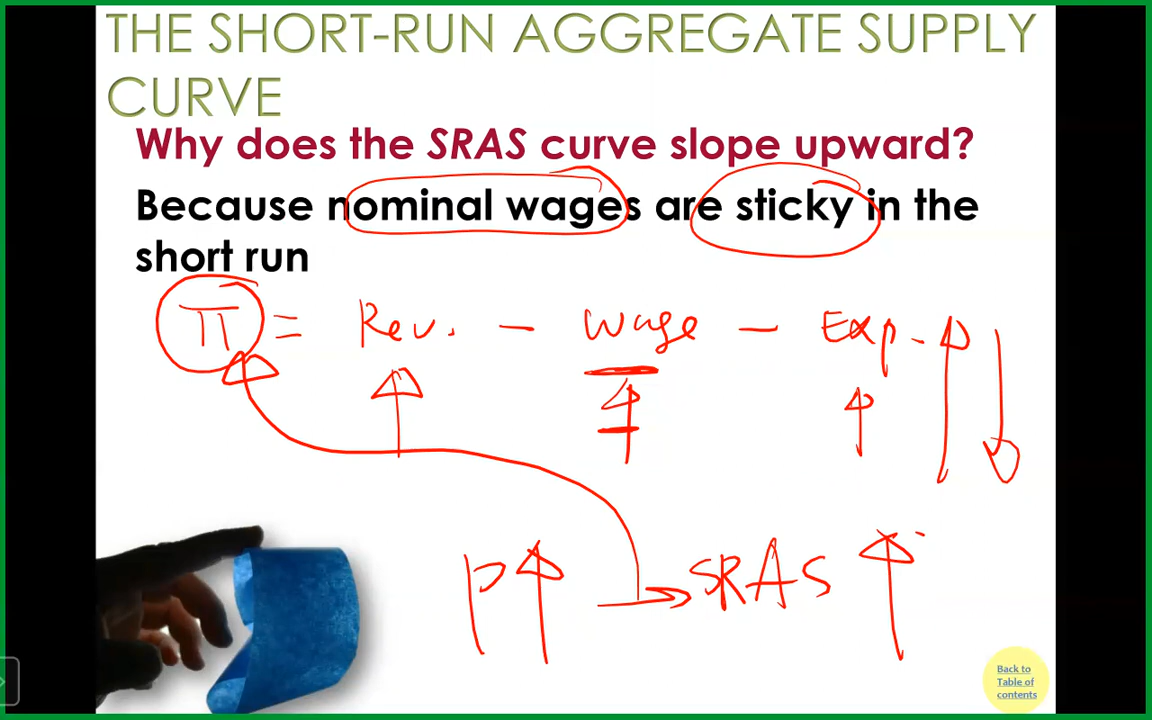 THE SHORT-RUN AGGREGATE SUPPLY
CURVE
Why does the SRAS curve slope upward?
Because nominal wages are sticky in the
short run
π = Rev. - wage - Exp.
P↑ → SRAS ↑
Back to
Table of
contents